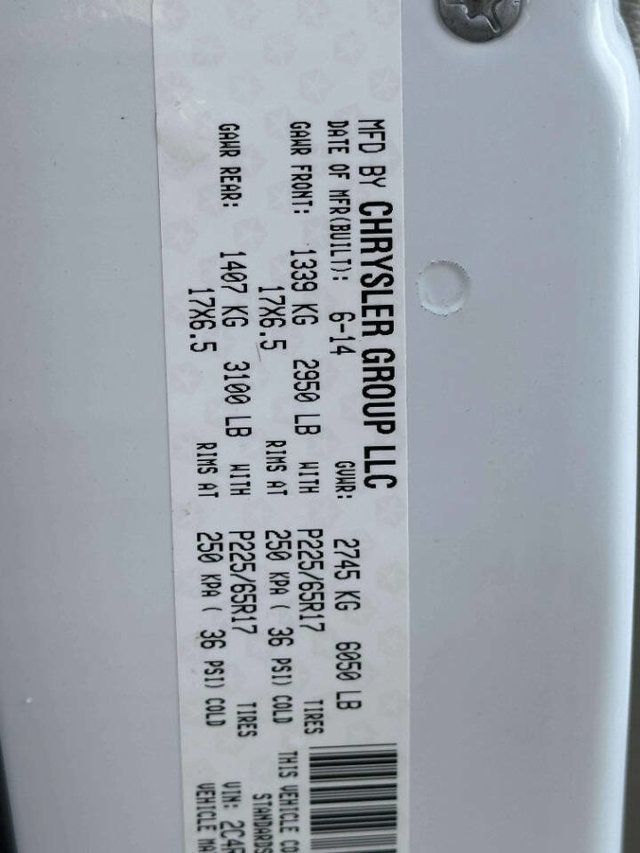 MFD BY CHRYSLER GROUP LLC
DATE OF MFR(BUILT): 6-14 GVWR: 2745 KG 6050 LB
GAWR FRONT: 1339 KG 2950 LB WITH P225/65R17 TIRES
17X6.5 RIMS AT 250 KPA ( 36 PSI) COLD
GAWR REAR: 1407 KG 3100 LB WITH P225/65R17 TIRES
17X6.5 RIMS AT 250 KPA ( 36 PSI) COLD
THIS VEHICLE CO
STANDARDS
VIN: 2C4R
VEHICLE MA